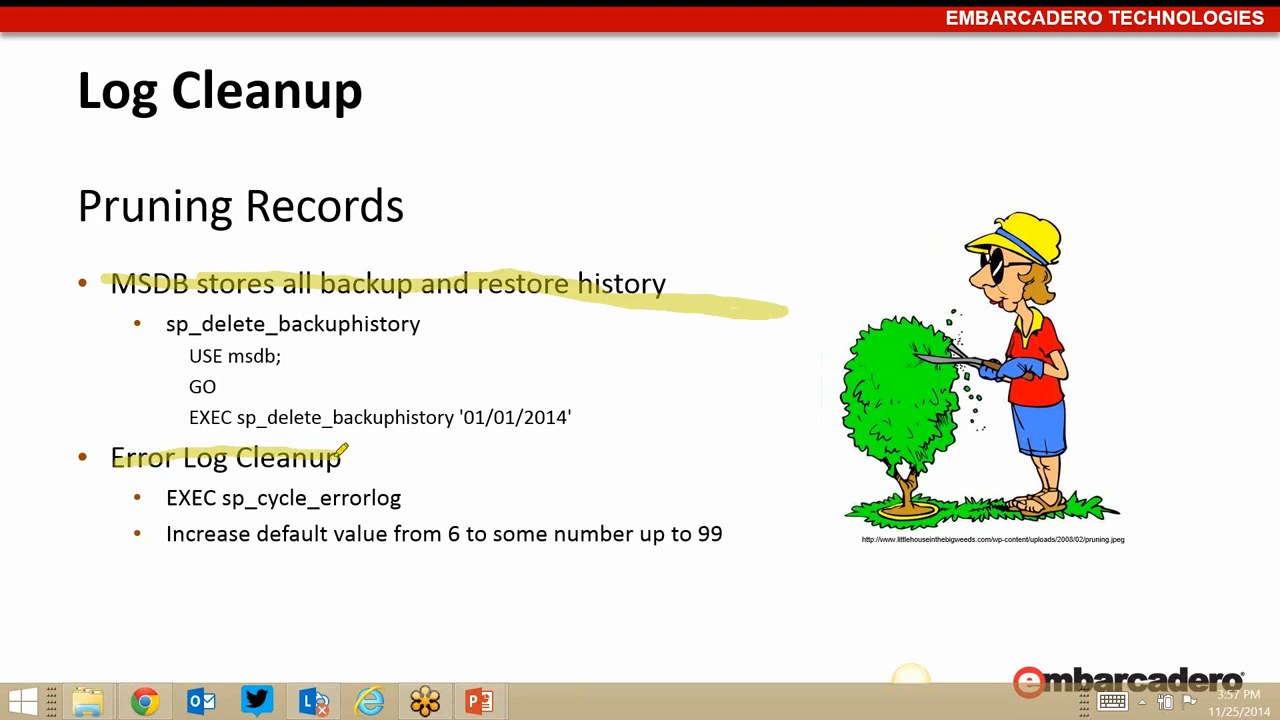 EMBARCADERO TECHNOLOGIES
Log Cleanup
Pruning Records
• MSDB stores all backup and restore history
• sp_delete_backuphistory
USE msdb;
GO
EXEC sp_delete_backuphistory '01/01/2014'
• Error Log Cleanup
• EXEC sp_cycle_errorlog
• Increase default value from 6 to some number up to 99
http://www.littlehouseinthebigweeds.com/wp-content/uploads/2008/02/pruning.jpeg
embarcadero
3:57 PM
11/25/2014